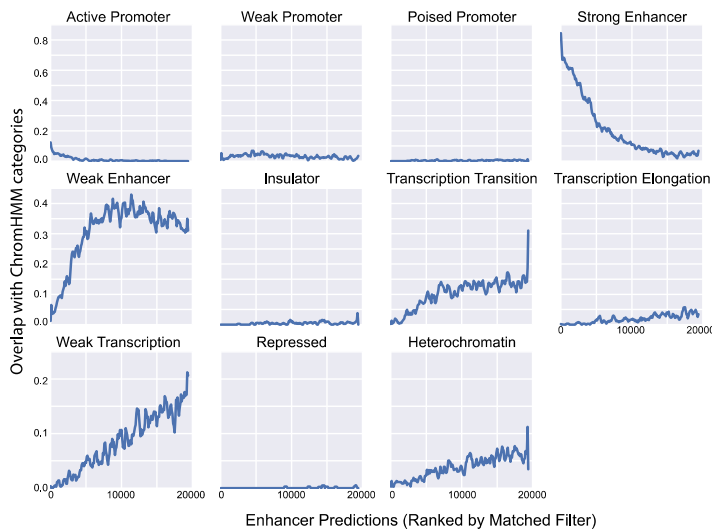 Active Promoter Weak Promoter Poised Promoter Strong Enhancer
0.8
0.6
0.4
0.2
0.0
Weak Enhancer Insulator Transcription Transition Transcription Elongation
0.4
0.3
0.2
0.1
0.0
0 10000 20000
Weak Transcription Repressed Heterochromatin
0.2
0.1
0.0
0 10000 20000 0 10000 20000 0 10000 20000
Overlap with ChromHMM categories
Enhancer Predictions (Ranked by Matched Filter)